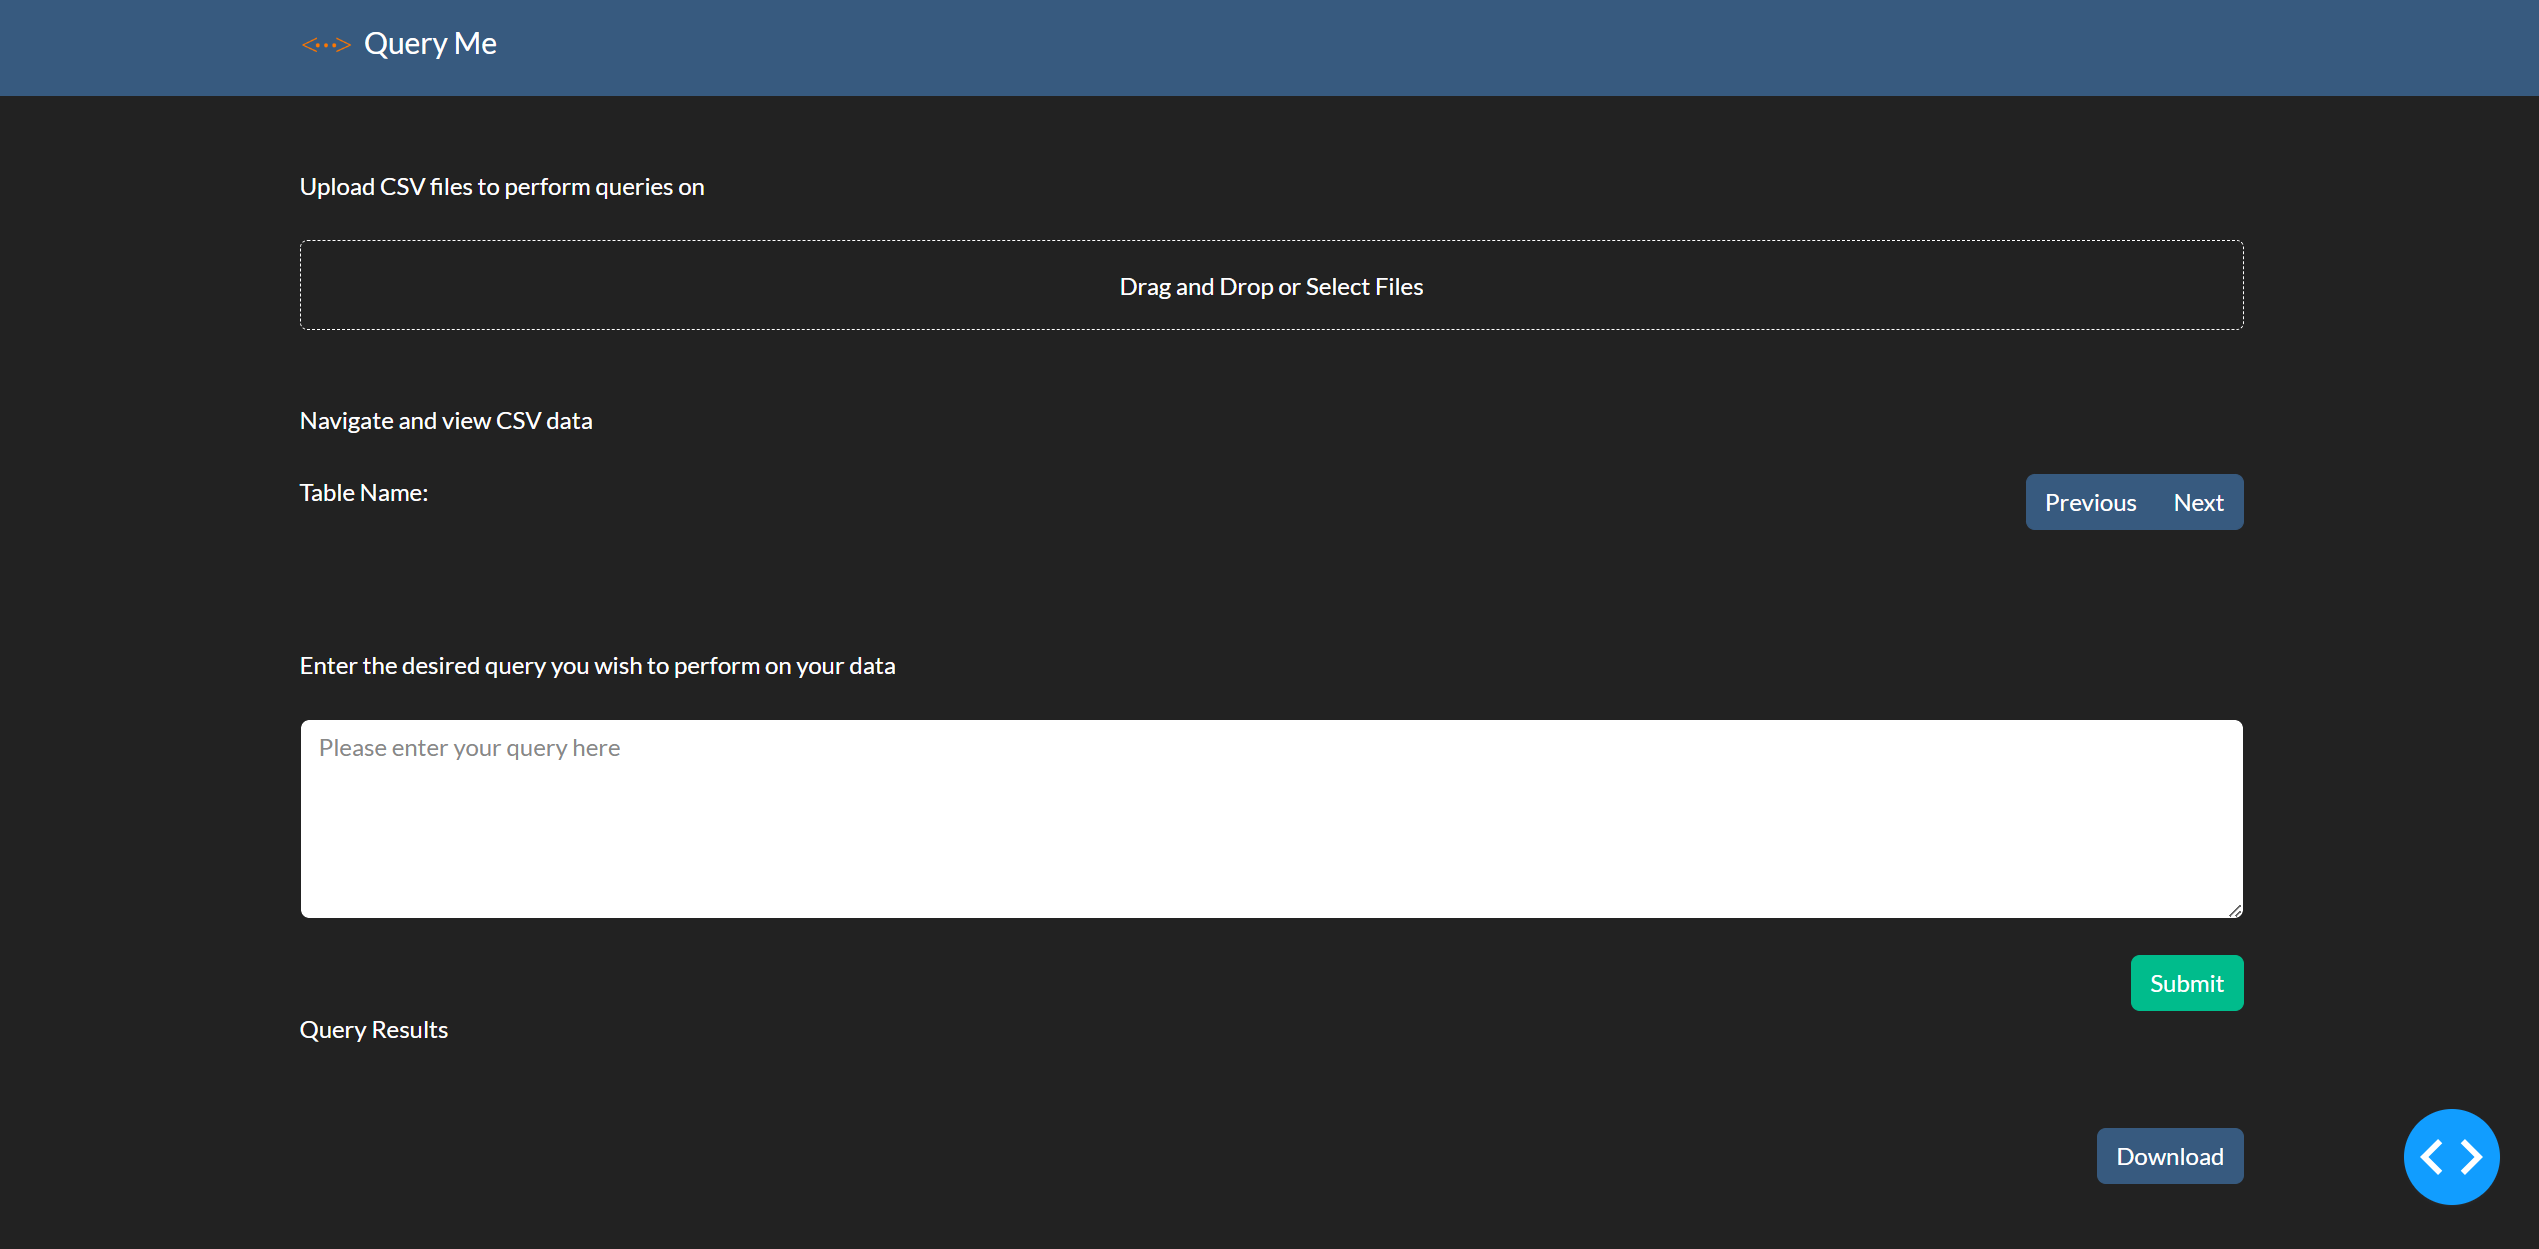 <···> Query Me
Upload CSV files to perform queries on
Drag and Drop or Select Files
Navigate and view CSV data
Table Name:
Previous Next
Enter the desired query you wish to perform on your data
Please enter your query here
Submit
Query Results
Download